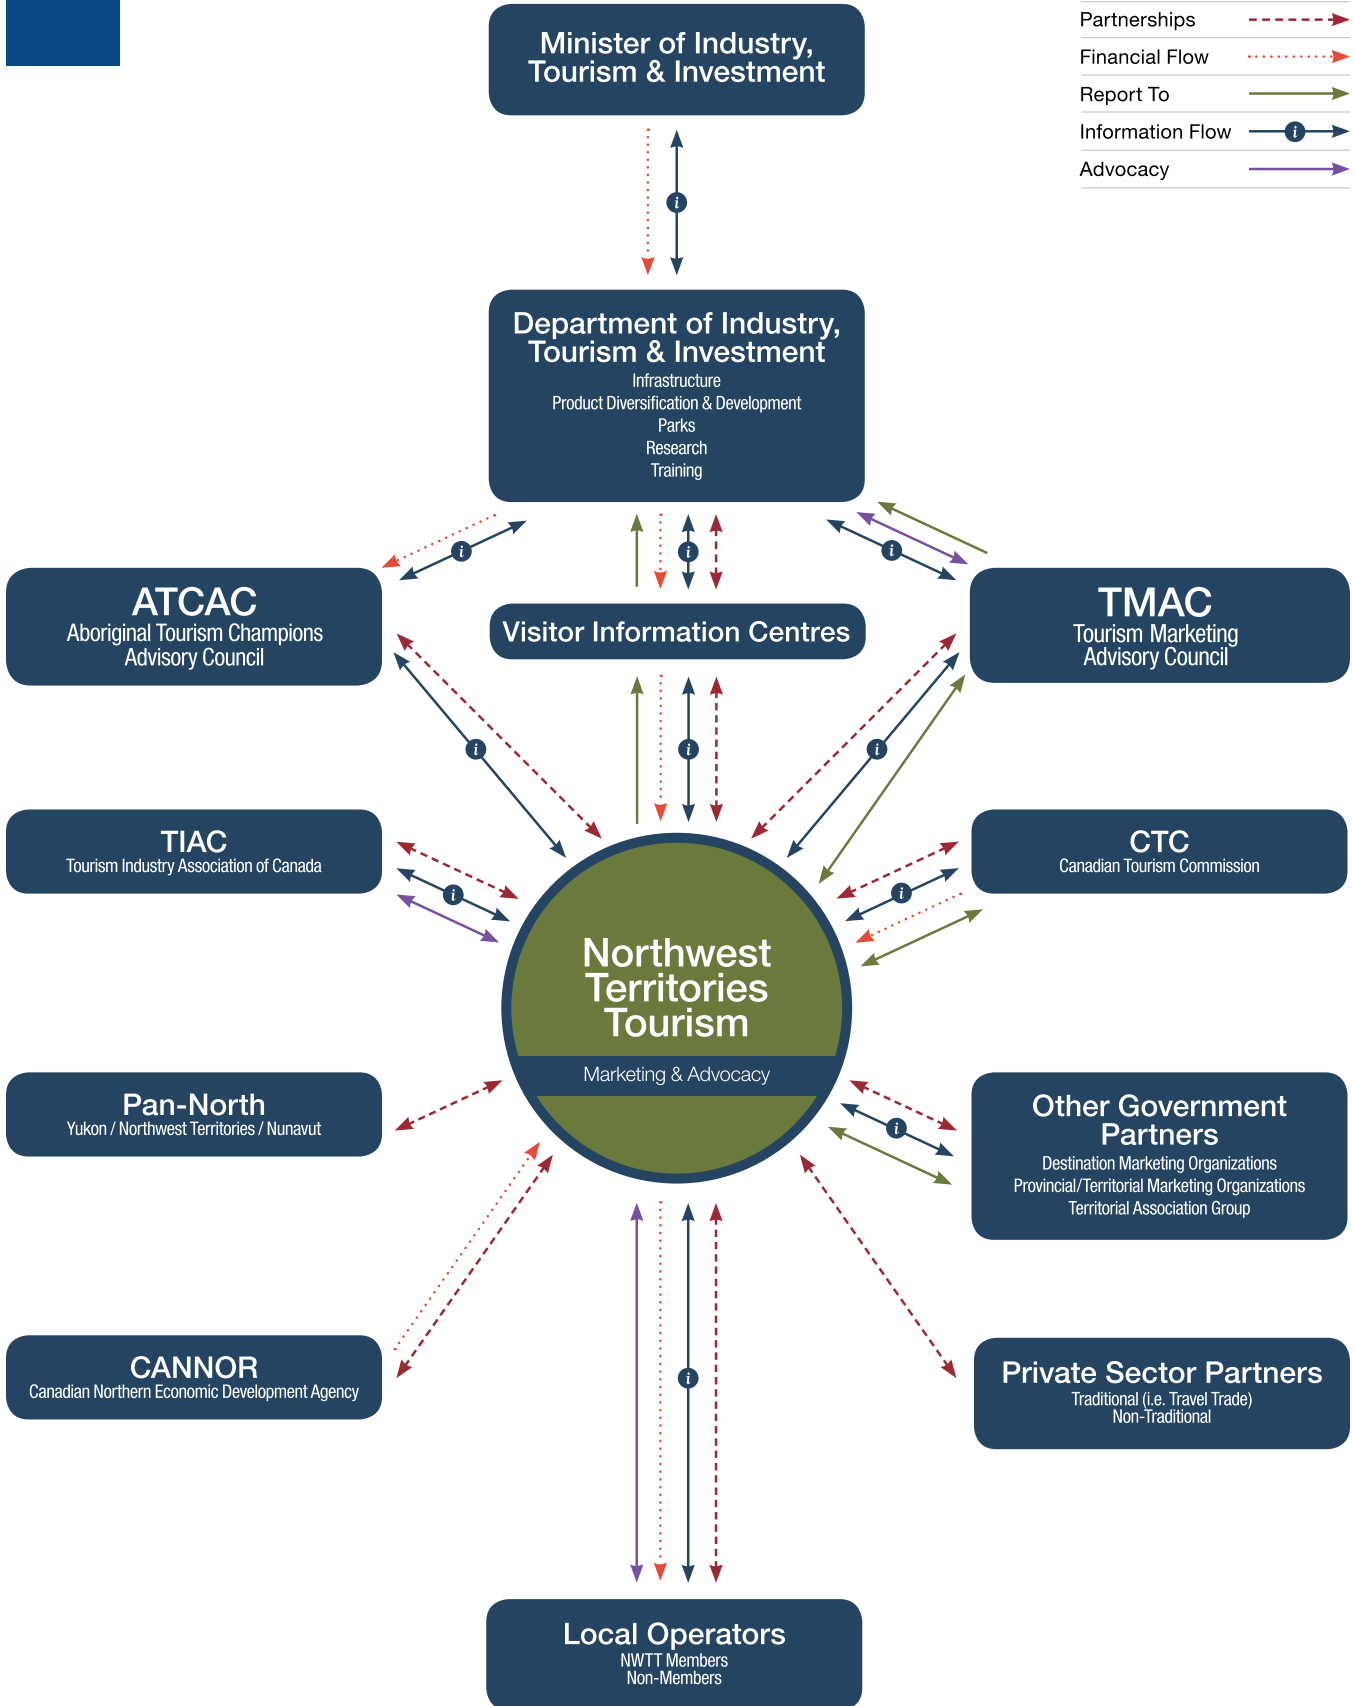 Minister of Industry,
Tourism & Investment
Partnerships
Financial Flow
Report To
Information Flow
i
Advocacy
i
Department of Industry,
Tourism & Investment
Infrastructure
Product Diversification & Development
Parks
Research
Training
i
i
i
ATCAC
Aboriginal Tourism Champions
Advisory Council
Visitor Information Centres
TMAC
Tourism Marketing
Advisory Council
i
i
i
TIAC
Tourism Industry Association of Canada
CTC
Canadian Tourism Commission
i
i
Northwest
Territories
Tourism
Marketing & Advocacy
Pan-North
Yukon / Northwest Territories / Nunavut
Other Government
Partners
Destination Marketing Organizations
Provincial/Territorial Marketing Organizations
Territorial Association Group
i
CANNOR
Canadian Northern Economic Development Agency
i
Private Sector Partners
Traditional (i.e. Travel Trade)
Non-Traditional
Local Operators
NWTT Members
Non-Members